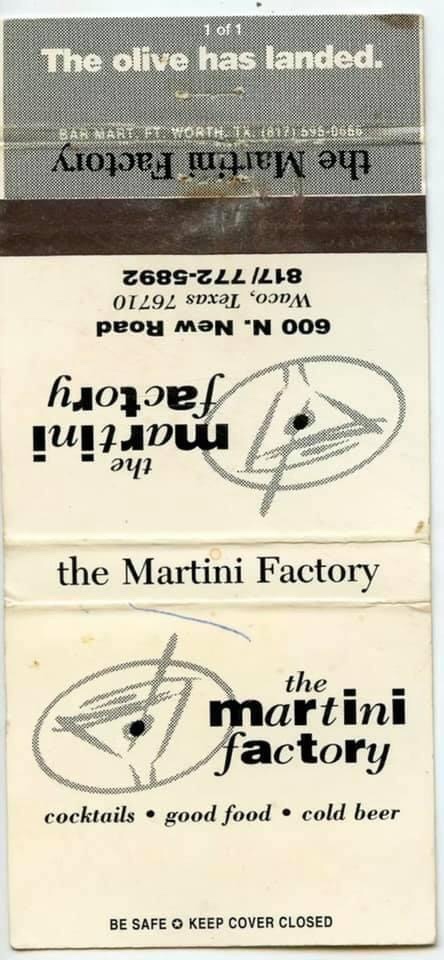 1 of 1
The olive has landed.
BAR MART, FT. WORTH, TX. (817) 595-0666
the Martini Factory
600 N. New Road
Waco, Texas 76710
817/ 772-5892
the
martini
factory
the Martini Factory
the
martini
factory
cocktails • good food • cold beer
BE SAFE ✪ KEEP COVER CLOSED